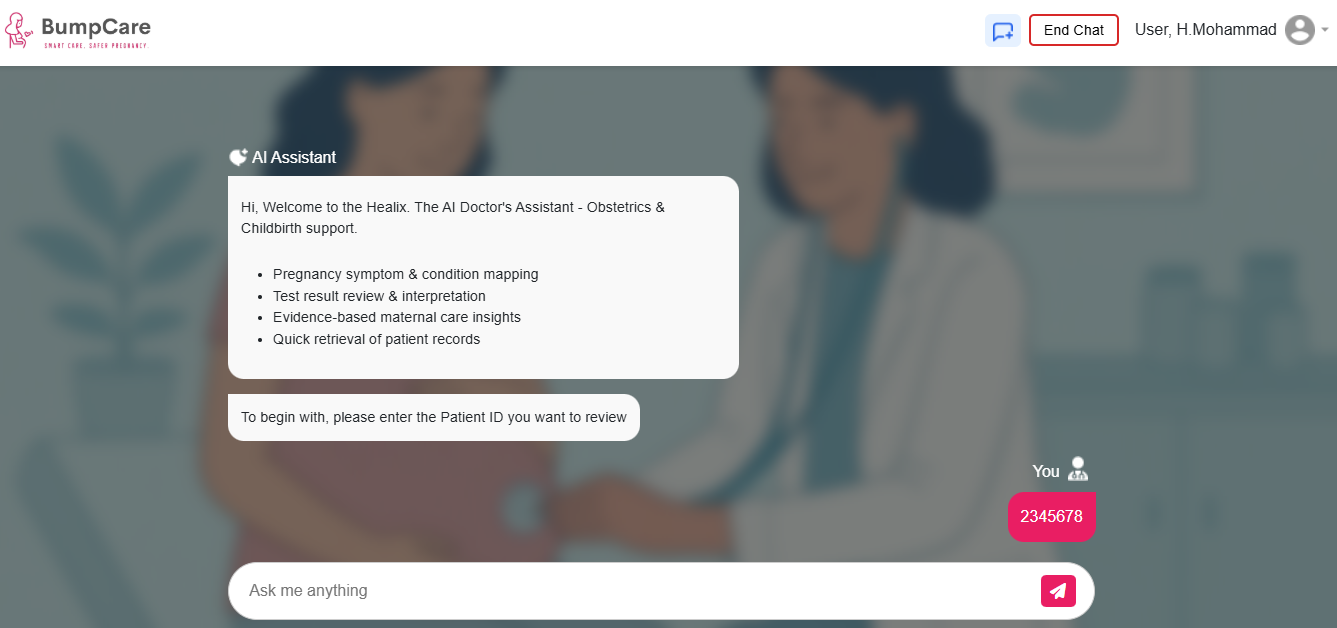 BumpCare
SMART CARE. SAFER PREGNANCY.
End Chat
User, H.Mohammad
AI Assistant
Hi, Welcome to the Healix. The AI Doctor's Assistant - Obstetrics &
Childbirth support.
• Pregnancy symptom & condition mapping
• Test result review & interpretation
• Evidence-based maternal care insights
• Quick retrieval of patient records
To begin with, please enter the Patient ID you want to review
You
2345678
Ask me anything